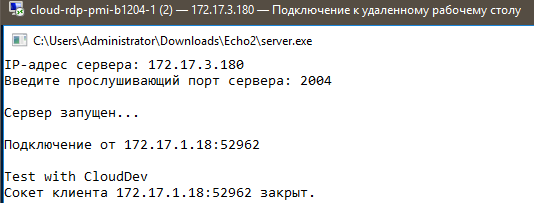 cloud-rdp-pmi-b1204-1 (2) — 172.17.3.180 — Подключение к удаленному рабочему столу
C:\Users\Administrator\Downloads\Echo2\server.exe
IP-адрес сервера: 172.17.3.180
Введите прослушивающий порт сервера: 2004
Сервер запущен...
Подключение от 172.17.1.18:52962
Test with CloudDev
Сокет клиента 172.17.1.18:52962 закрыт.